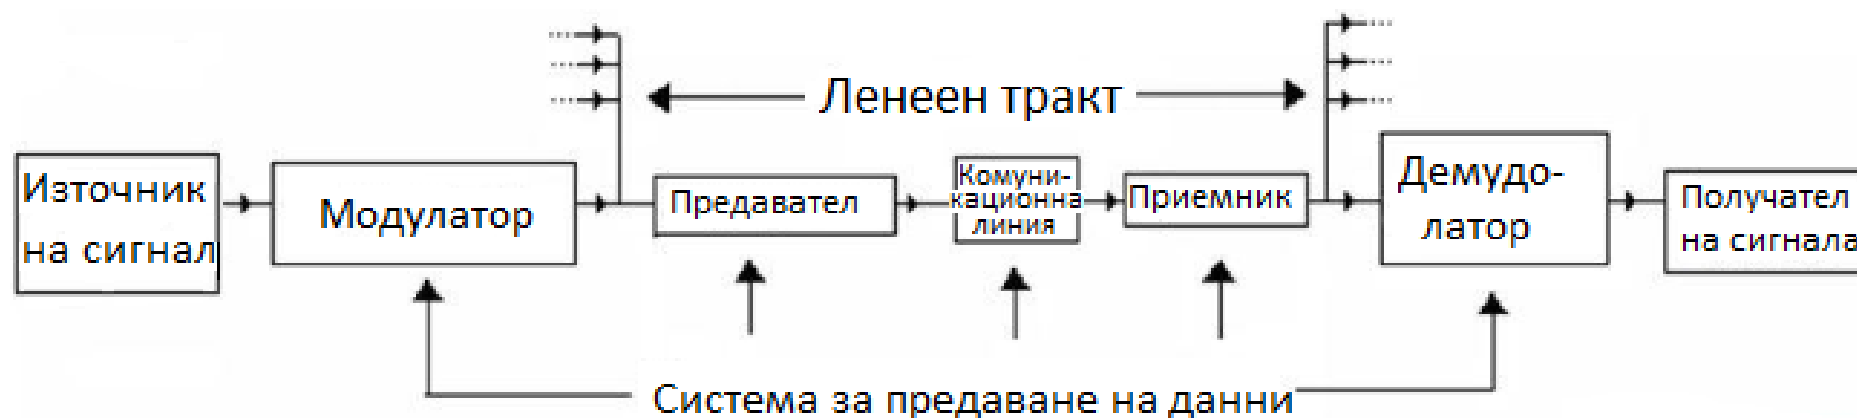 Ленеен тракт
Източник
на сигнал
Модулатор
Предавател
Комуни-
кационна
линия
Приемник
Демудо-
латор
Получател
на сигнала
Система за предаване на данни